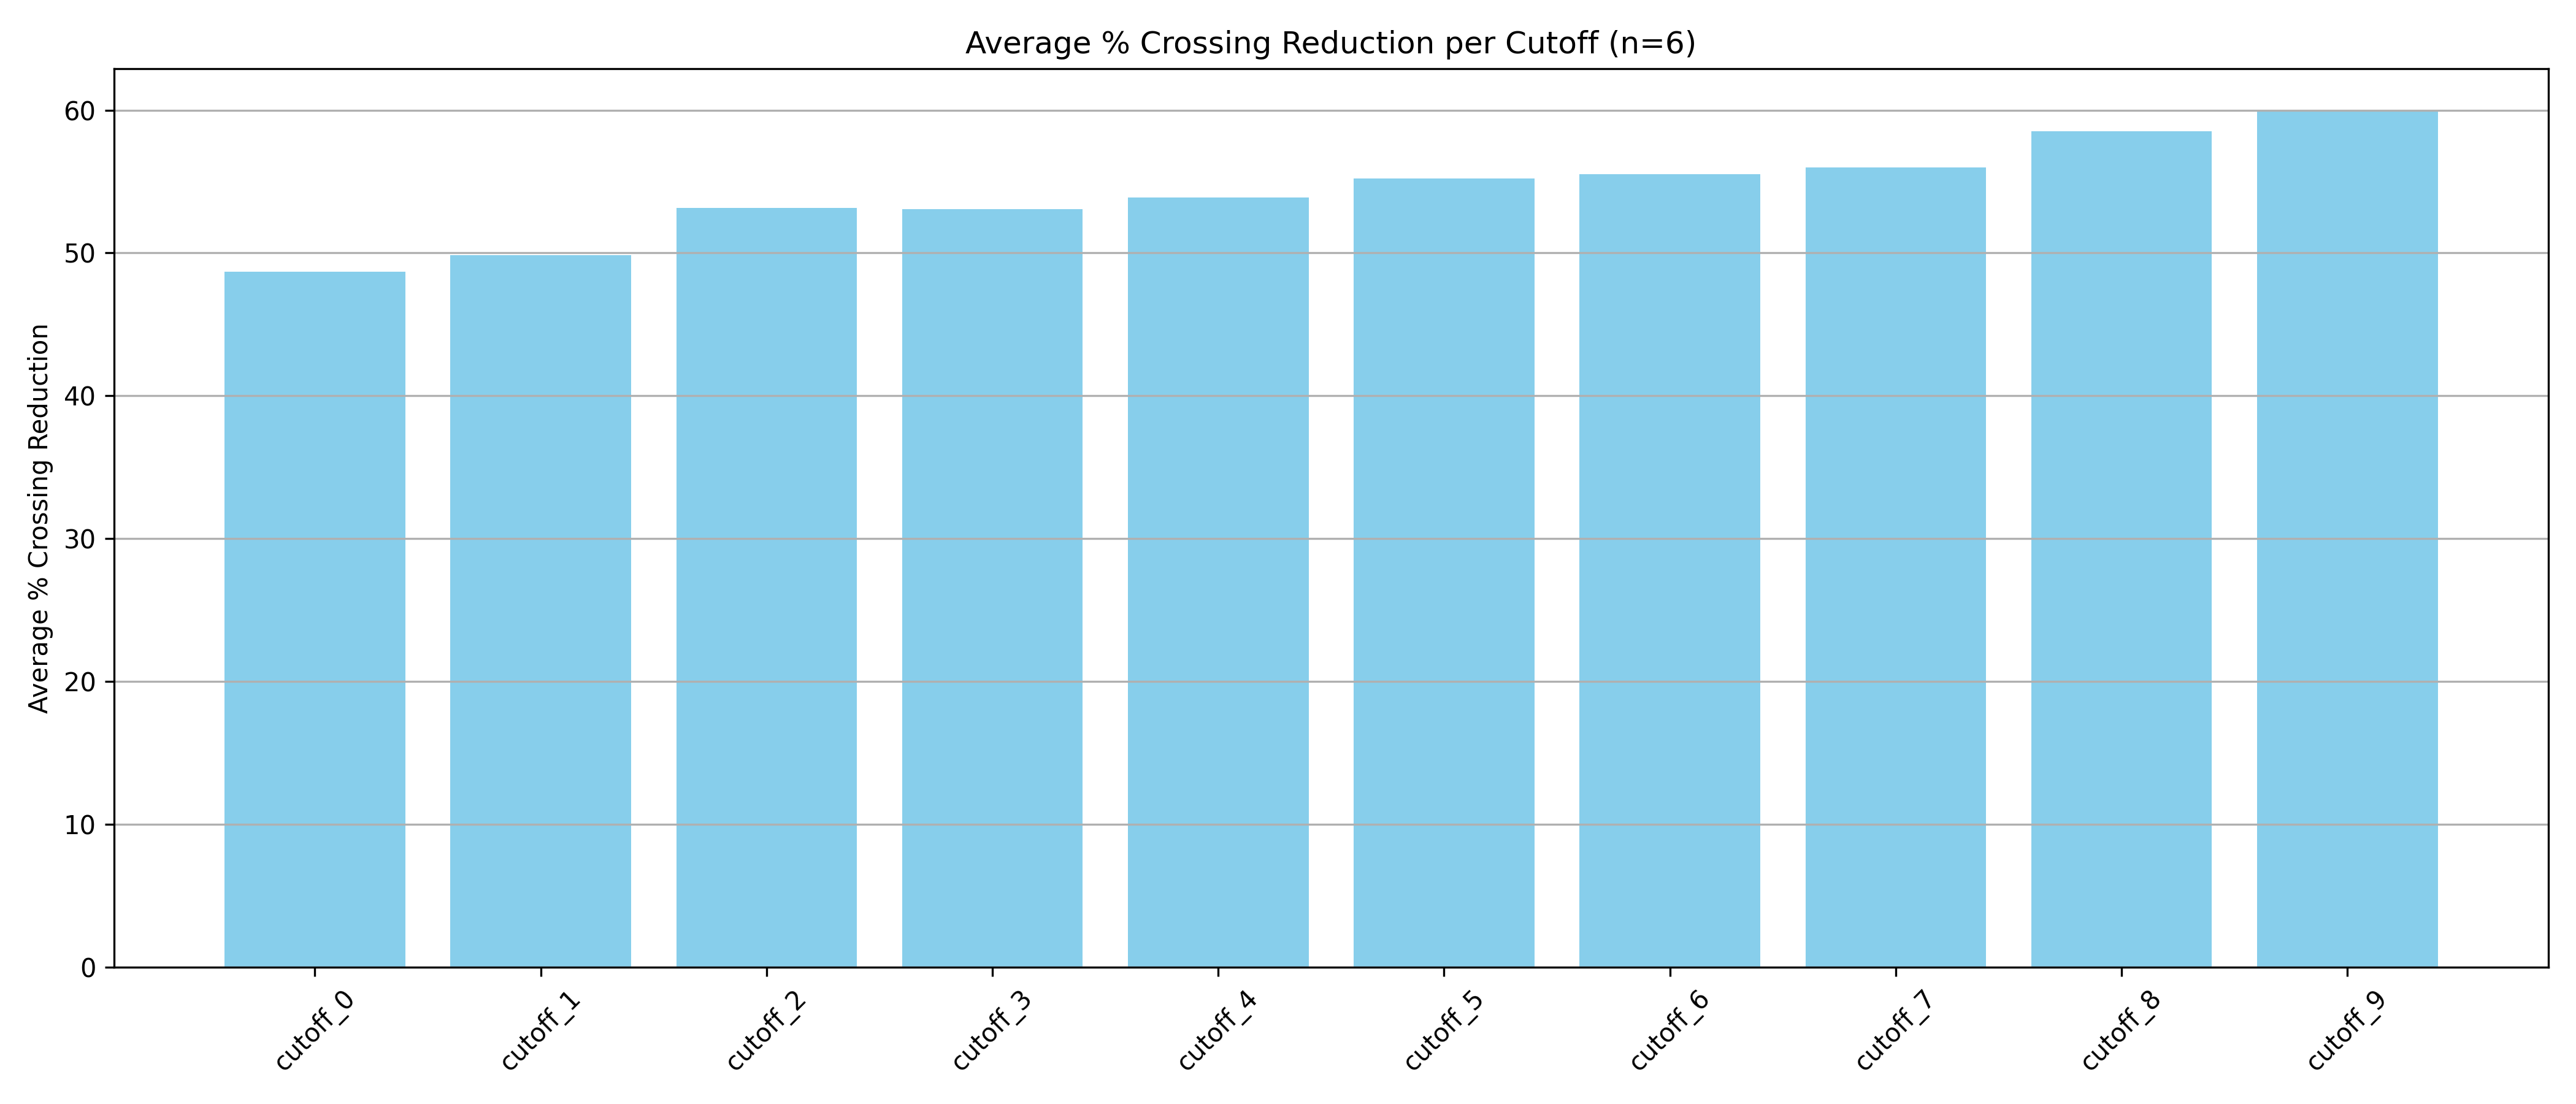 Average % Crossing Reduction per Cutoff (n=6)
Average % Crossing Reduction
60
50
40
30
20
10
0
cutoff_0
cutoff_1
cutoff_2
cutoff_3
cutoff_4
cutoff_5
cutoff_6
cutoff_7
cutoff_8
cutoff_9